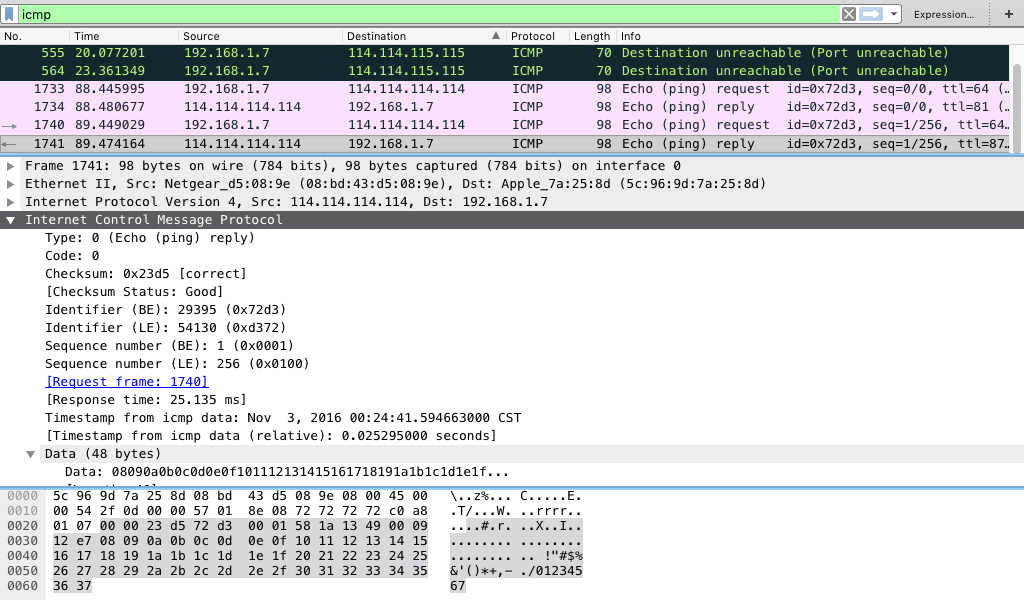 icmp Expression... +
No. Time Source Destination Protocol Length Info
555 20.077201 192.168.1.7 114.114.115.115 ICMP 70 Destination unreachable (Port unreachable)
564 23.361349 192.168.1.7 114.114.115.115 ICMP 70 Destination unreachable (Port unreachable)
1733 88.445995 192.168.1.7 114.114.114.114 ICMP 98 Echo (ping) request id=0x72d3, seq=0/0, ttl=64 (…
1734 88.480677 114.114.114.114 192.168.1.7 ICMP 98 Echo (ping) reply id=0x72d3, seq=0/0, ttl=81 (…
1740 89.449029 192.168.1.7 114.114.114.114 ICMP 98 Echo (ping) request id=0x72d3, seq=1/256, ttl=64…
1741 89.474164 114.114.114.114 192.168.1.7 ICMP 98 Echo (ping) reply id=0x72d3, seq=1/256, ttl=87…
Frame 1741: 98 bytes on wire (784 bits), 98 bytes captured (784 bits) on interface 0
Ethernet II, Src: Netgear_d5:08:9e (08:bd:43:d5:08:9e), Dst: Apple_7a:25:8d (5c:96:9d:7a:25:8d)
Internet Protocol Version 4, Src: 114.114.114.114, Dst: 192.168.1.7
Internet Control Message Protocol
Type: 0 (Echo (ping) reply)
Code: 0
Checksum: 0x23d5 [correct]
[Checksum Status: Good]
Identifier (BE): 29395 (0x72d3)
Identifier (LE): 54130 (0xd372)
Sequence number (BE): 1 (0x0001)
Sequence number (LE): 256 (0x0100)
[Request frame: 1740]
[Response time: 25.135 ms]
Timestamp from icmp data: Nov  3, 2016 00:24:41.594663000 CST
[Timestamp from icmp data (relative): 0.025295000 seconds]
Data (48 bytes)
Data: 08090a0b0c0d0e0f101112131415161718191a1b1c1d1e1f...
0000 5c 96 9d 7a 25 8d 08 bd 43 d5 08 9e 08 00 45 00 \..z%... C.....E.
0010 00 54 2f 0d 00 00 57 01 8e 08 72 72 72 72 c0 a8 .T/...W. ..rrrr..
0020 01 07 00 00 23 d5 72 d3 00 01 58 1a 13 49 00 09 ....#.r. ..X..I..
0030 12 e7 08 09 0a 0b 0c 0d 0e 0f 10 11 12 13 14 15 ........ ........
0040 16 17 18 19 1a 1b 1c 1d 1e 1f 20 21 22 23 24 25 ........ .. !"#$%
0050 26 27 28 29 2a 2b 2c 2d 2e 2f 30 31 32 33 34 35 &'()*+,- ./012345
0060 36 37 67